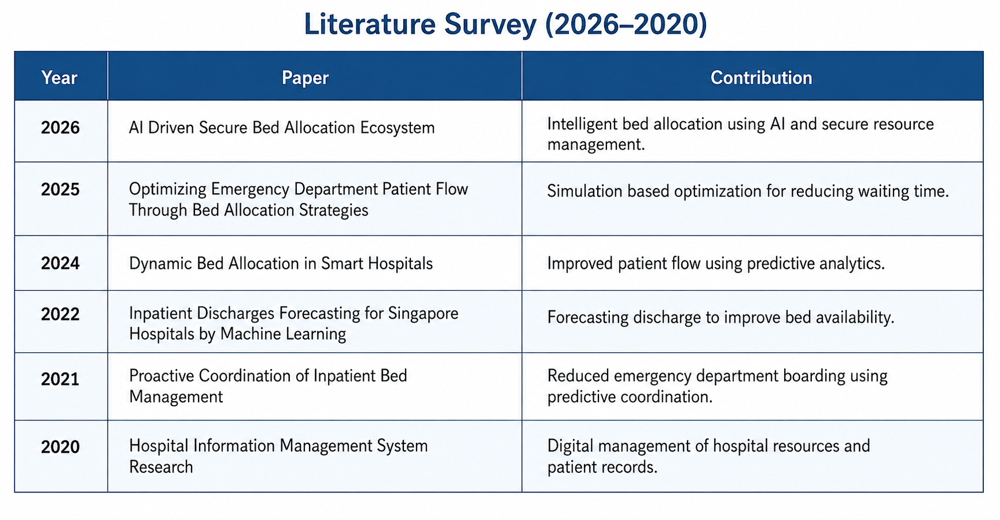 Literature Survey (2026–2020)
Year Paper Contribution
2026 AI Driven Secure Bed Allocation Ecosystem Intelligent bed allocation using AI and secure resource
management.
2025 Optimizing Emergency Department Patient Flow Simulation based optimization for reducing waiting time.
Through Bed Allocation Strategies
2024 Dynamic Bed Allocation in Smart Hospitals Improved patient flow using predictive analytics.
2022 Inpatient Discharges Forecasting for Singapore Forecasting discharge to improve bed availability.
Hospitals by Machine Learning
2021 Proactive Coordination of Inpatient Bed Reduced emergency department boarding using
Management predictive coordination.
2020 Hospital Information Management System Digital management of hospital resources and
Research patient records.